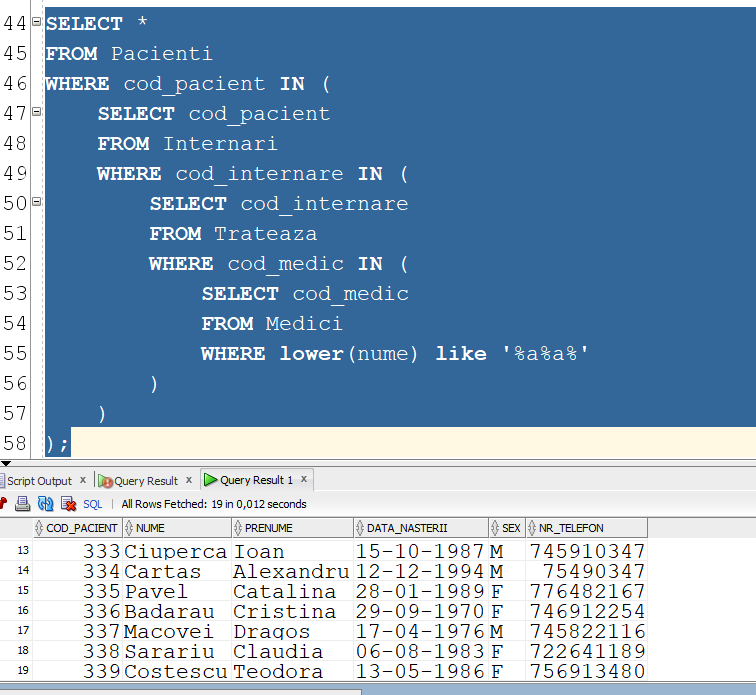 44 SELECT *
45 FROM Pacienti
46 WHERE cod_pacient IN (
47 SELECT cod_pacient
48 FROM Internari
49 WHERE cod_internare IN (
50 SELECT cod_internare
51 FROM Trateaza
52 WHERE cod_medic IN (
53 SELECT cod_medic
54 FROM Medici
55 WHERE lower(nume) like '%a%a%'
56 )
57 )
58 );
Script Output x Query Result x Query Result 1 x
SQL | All Rows Fetched: 19 in 0,012 seconds
COD_PACIENT NUME PRENUME DATA_NASTERII SEX NR_TELEFON
13 333 Ciuperca Ioan 15-10-1987 M 745910347
14 334 Cartas Alexandru 12-12-1994 M 75490347
15 335 Pavel Catalina 28-01-1989 F 776482167
16 336 Badarau Cristina 29-09-1970 F 746912254
17 337 Macovei Dragos 17-04-1976 M 745822116
18 338 Sarariu Claudia 06-08-1983 F 722641189
19 339 Costescu Teodora 13-05-1986 F 756913480